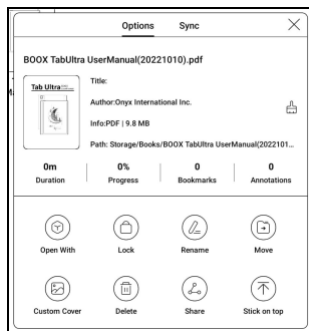 Options Sync
BOOX TabUltra UserManual(20221010).pdf
Tab Ultra
Title:
Author:Onyx International Inc.
Info:PDF | 9.8 MB
Path: Storage/Books/BOOX TabUltra UserManual(2022101...
0m 0% 0 0
Duration Progress Bookmarks Annotations
Open With Lock Rename Move
Custom Cover Delete Share Stick on top